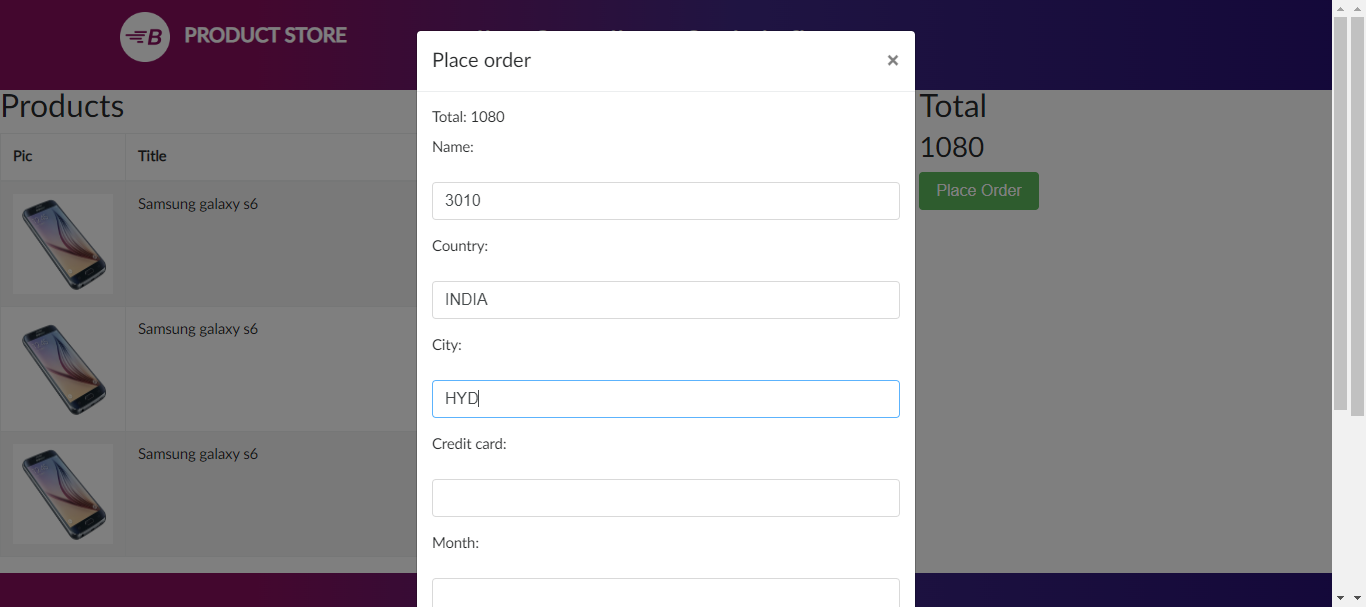 B PRODUCT STORE
Place order
×
Total: 1080
Name:
3010
Country:
INDIA
City:
HYD
Credit card:
Month:
Products
Pic Title
Samsung galaxy s6
Samsung galaxy s6
Samsung galaxy s6
Total
1080
Place Order